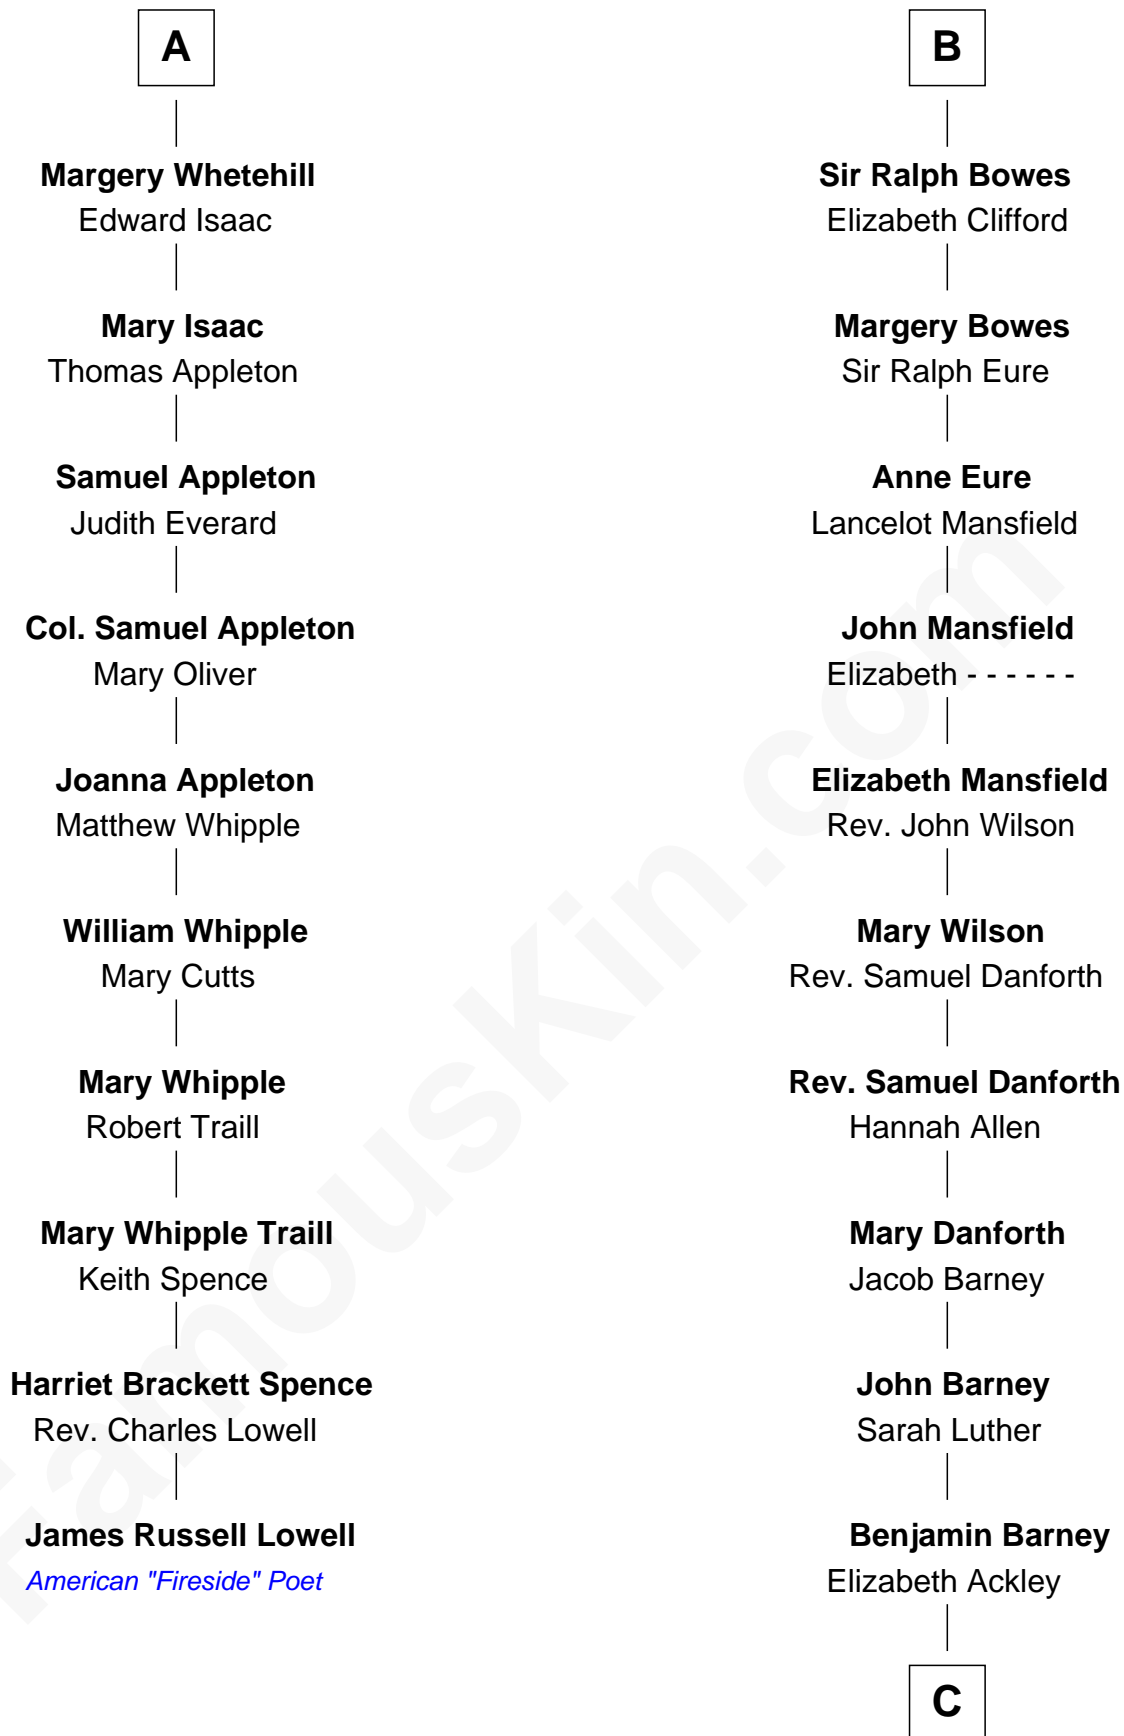 A
Margery Whetehill
Edward Isaac
Mary Isaac
Thomas Appleton
Samuel Appleton
Judith Everard
Col. Samuel Appleton
Mary Oliver
Joanna Appleton
Matthew Whipple
William Whipple
Mary Cutts
Mary Whipple
Robert Traill
Mary Whipple Traill
Keith Spence
Harriet Brackett Spence
Rev. Charles Lowell
James Russell Lowell
American "Fireside" Poet
B
Sir Ralph Bowes
Elizabeth Clifford
Margery Bowes
Sir Ralph Eure
Anne Eure
Lancelot Mansfield
John Mansfield
Elizabeth - - - - - -
Elizabeth Mansfield
Rev. John Wilson
Mary Wilson
Rev. Samuel Danforth
Rev. Samuel Danforth
Hannah Allen
Mary Danforth
Jacob Barney
John Barney
Sarah Luther
Benjamin Barney
Elizabeth Ackley
C
FamousKin.com